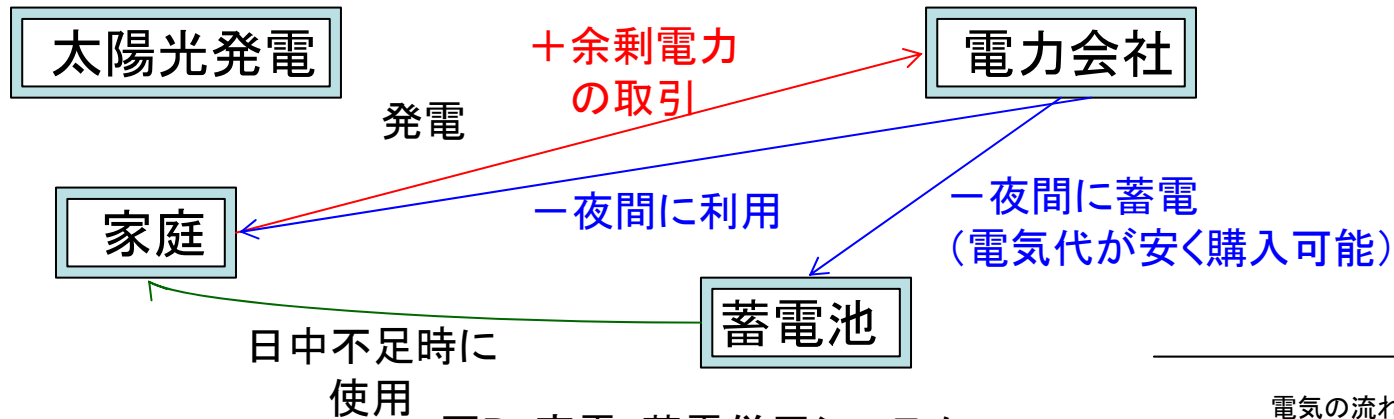 太陽光発電
＋余剰電力
の取引
電力会社
発電
家庭
－夜間に利用
－夜間に蓄電
（電気代が安く購入可能）
蓄電池
日中不足時に
使用
電気の流れ